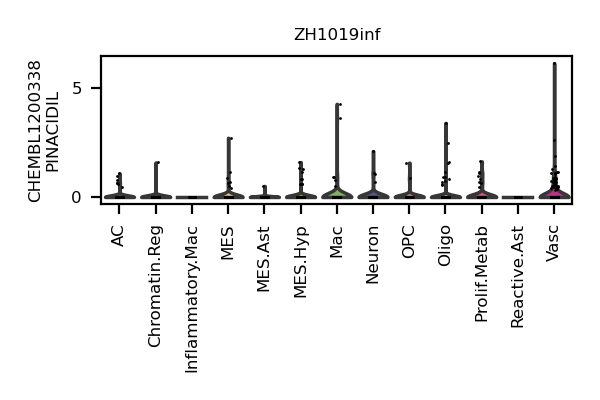 ZH1019inf
CHEMBL1200338
PINACIDIL
5
0
AC
Chromatin.Reg
Inflammatory.Mac
MES
MES.Ast
MES.Hyp
Mac
Neuron
OPC
Oligo
Prolif.Metab
Reactive.Ast
Vasc